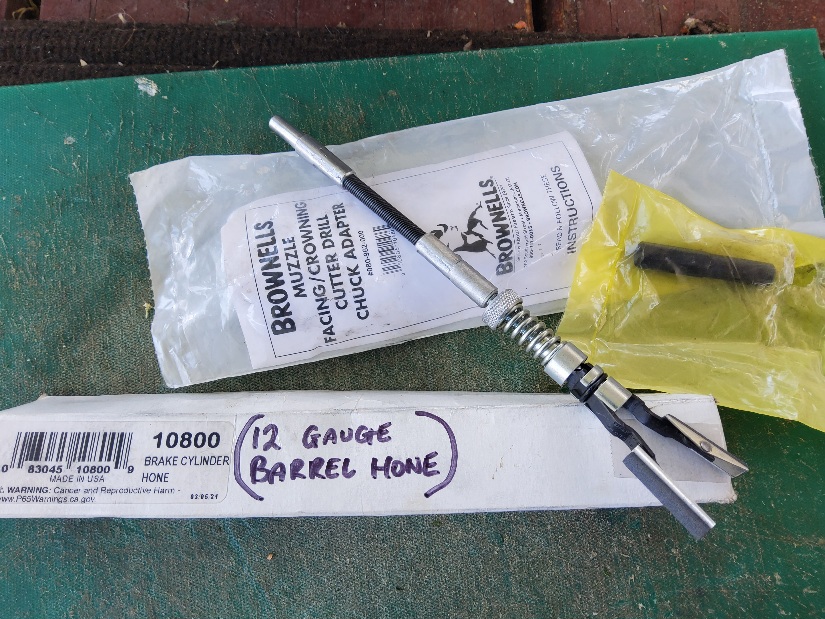 BROWNELLS
MUZZLE
FACING/CROWNING
CUTTER DRILL
CHUCK ADAPTER
BROWNELLS
INSTRUCTIONS
10800
BRAKE CYLINDER
HONE
0 83045 10800 9
MADE IN USA
WARNING: Cancer and Reproductive Harm -
www.P65Warnings.ca.gov
(12 GAUGE
BARREL HONE)